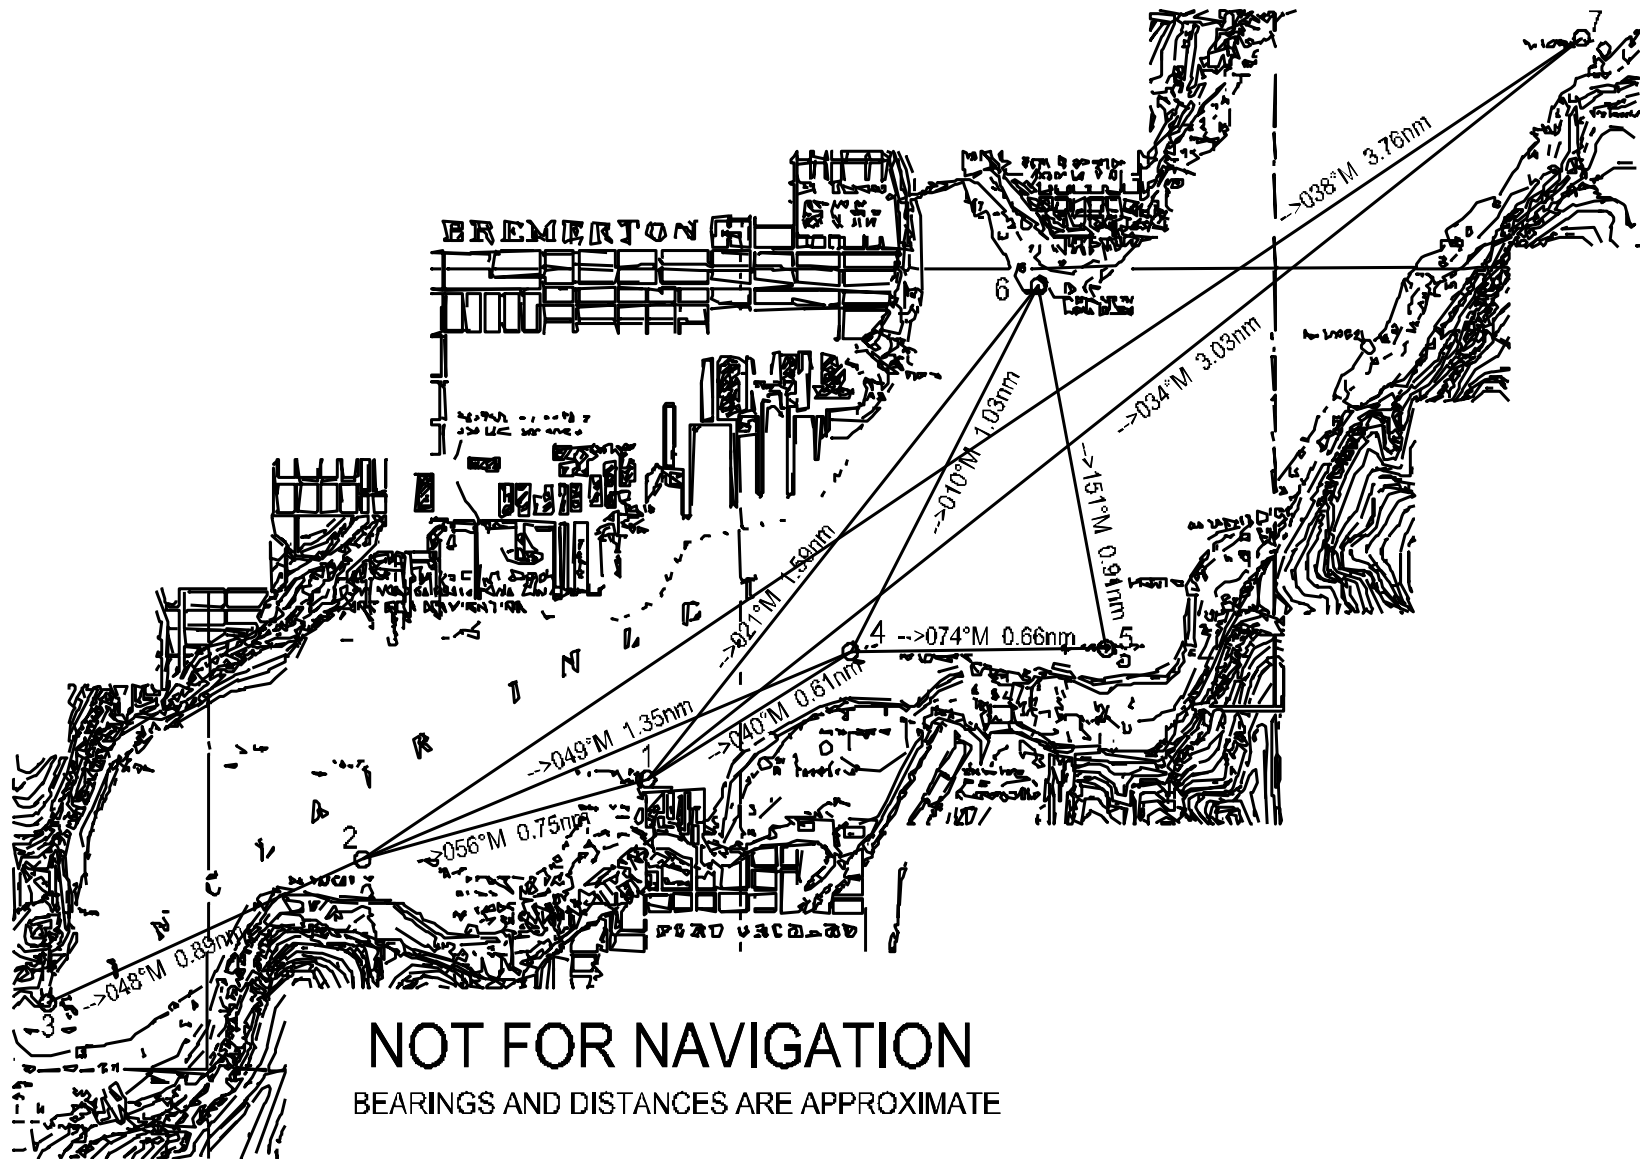 7
-->038°M 3.76nm
BREMERTON
6
-->034°M 3.03nm
-->010°M 1.03nm
-->151°M 0.91nm
-->021°M 1.59nm
4
-->074°M 0.66nm
5
-->040°M 0.61nm
-->049°M 1.35nm
1
2
-->056°M 0.75nm
-->048°M 0.89nm
3
NOT FOR NAVIGATION
BEARINGS AND DISTANCES ARE APPROXIMATE